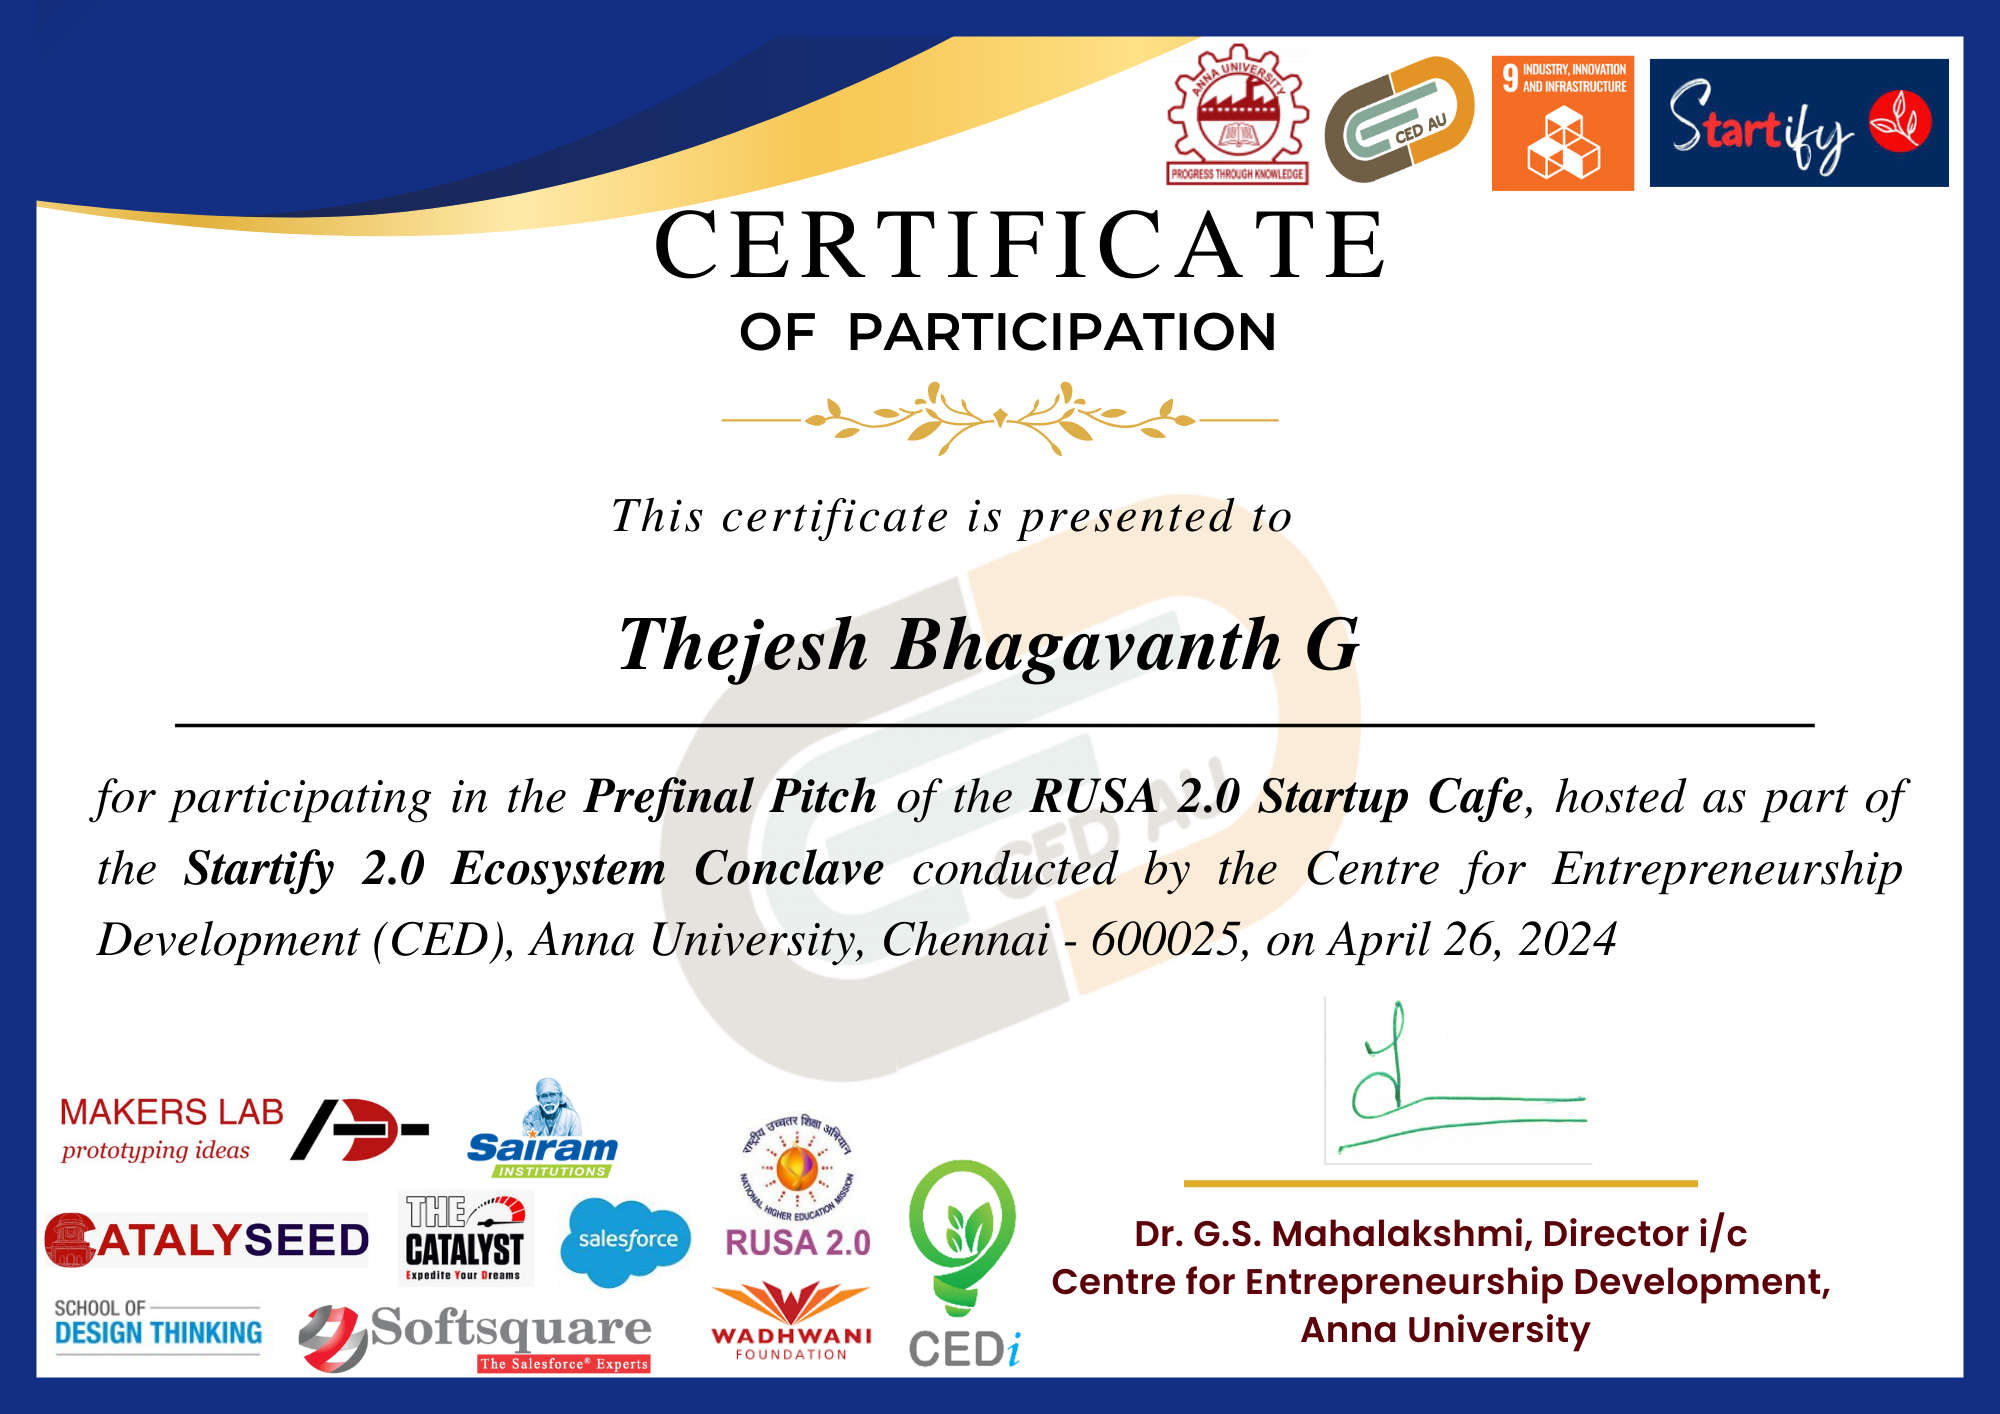 ANNA UNIVERSITY
PROGRESS THROUGH KNOWLEDGE
CED AU
9 INDUSTRY, INNOVATION
AND INFRASTRUCTURE
Startify
CERTIFICATE
OF PARTICIPATION
This certificate is presented to
Thejesh Bhagavanth G
for participating in the Prefinal Pitch of the RUSA 2.0 Startup Cafe, hosted as part of
the Startify 2.0 Ecosystem Conclave conducted by the Centre for Entrepreneurship
Development (CED), Anna University, Chennai - 600025, on April 26, 2024
CED AU
MAKERS LAB
prototyping ideas
Sairam
INSTITUTIONS
राष्ट्रीय उच्चतर शिक्षा अभियान
NATIONAL HIGHER EDUCATION MISSION
RUSA 2.0
CATALYSEED
THE
CATALYST
Expedite Your Dreams
salesforce
SCHOOL OF
DESIGN THINKING
Softsquare
The Salesforce® Experts
WADHWANI
FOUNDATION
CEDi
Dr. G.S. Mahalakshmi, Director i/c
Centre for Entrepreneurship Development,
Anna University